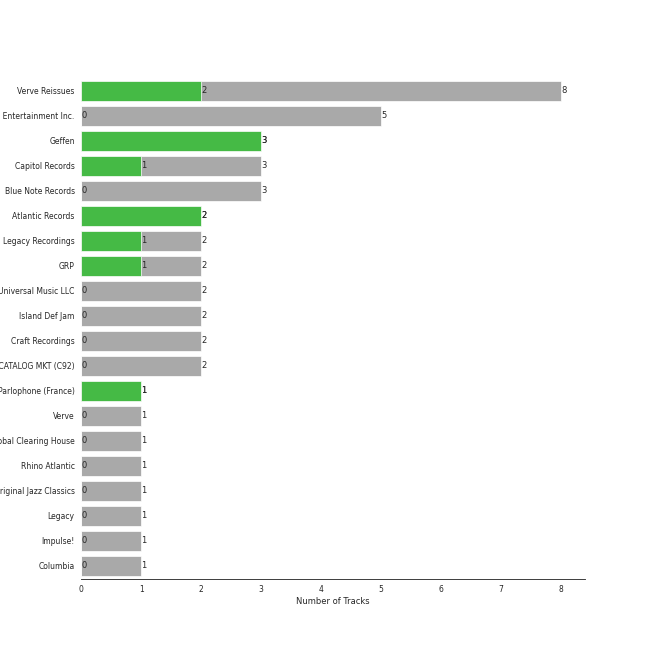 Verve Reissues 2 8
Entertainment Inc. 0 5
Geffen 3
Capitol Records 1 3
Blue Note Records 0 3
Atlantic Records 2
Legacy Recordings 1 2
GRP 1 2
Universal Music LLC 0 2
Island Def Jam 0 2
Craft Recordings 0 2
CATALOG MKT (C92) 0 2
Parlophone (France) 1
Verve 0 1
obal Clearing House 0 1
Rhino Atlantic 0 1
riginal Jazz Classics 0 1
Legacy 0 1
Impulse! 0 1
Columbia 0 1
0 1 2 3 4 5 6 7 8
Number of Tracks